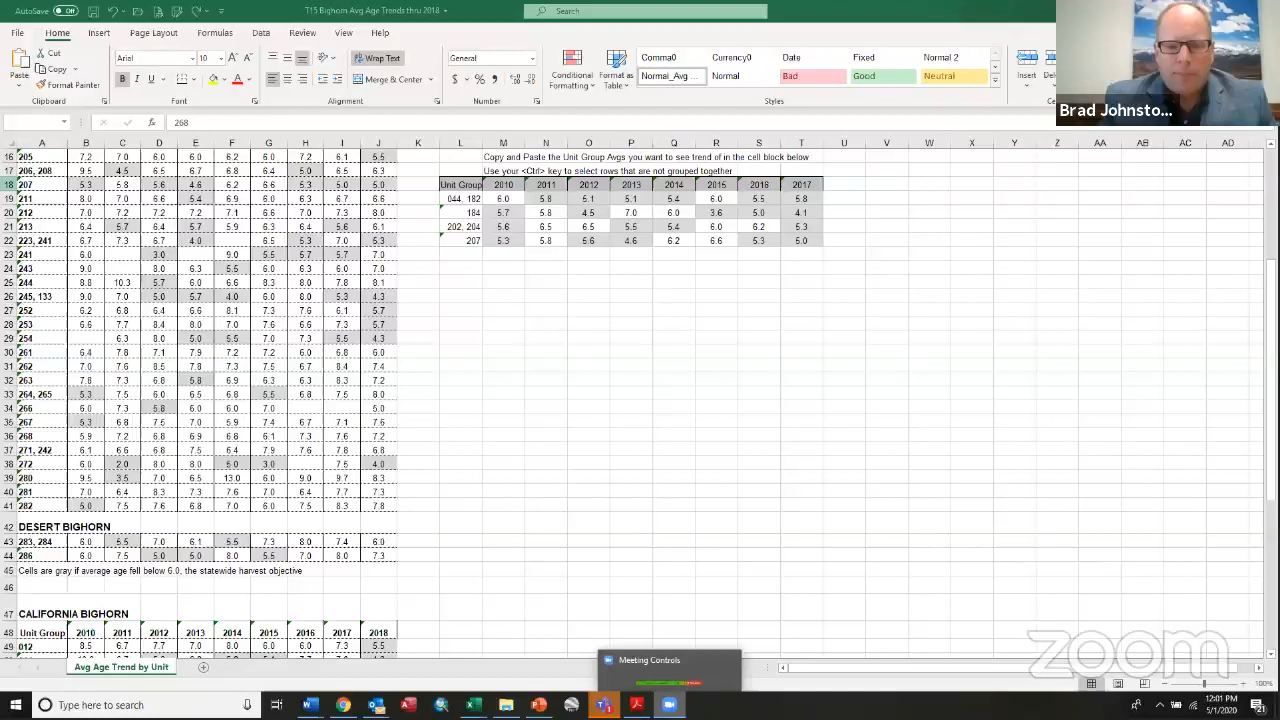 AutoSave Off
T15 Bighorn Avg Age Trends thru 2018
Search
File Home Insert Page Layout Formulas Data Review View Help
Cut
Copy
Format Painter
Paste
Clipboard
Arial 10
B I U
Font
Wrap Text
Merge & Center
Alignment
General
$ % ,
Number
Conditional Formatting
Format as Table
Comma0 Currency0 Date Fixed Normal 2
Normal_Avg ... Normal Bad Good Neutral
Styles
Insert
Brad Johnsto...
268
A B C D E F G H I J K L M N O P Q R S T U V W X Y Z AA AB AC AD
16 205 7.2 7.0 6.0 6.0 6.2 6.0 7.2 6.1 5.5 Copy and Paste the Unit Group Avgs you want to see trend of in the cell block below
17 206, 208 9.5 4.5 6.5 6.7 6.8 6.4 5.0 6.5 6.3 Use your <Ctrl> key to select rows that are not grouped together
18 207 5.3 5.8 5.6 4.6 6.2 6.6 5.3 5.0 5.0 Unit Group 2010 2011 2012 2013 2014 2015 2016 2017
19 211 8.0 7.0 6.6 5.4 6.9 6.0 6.3 6.7 6.6 044, 182 6.0 5.8 5.1 5.1 5.4 6.0 5.5 5.8
20 212 7.0 7.2 7.2 7.2 7.1 6.6 7.0 7.3 8.0 184 5.7 5.8 4.5 7.0 6.0 3.6 5.0 4.1
21 213 6.4 5.7 6.4 5.7 5.9 6.3 6.4 5.6 6.1 202, 204 5.6 6.5 6.5 5.5 5.4 6.0 6.2 5.3
22 223, 241 6.7 7.3 6.7 4.0 6.5 5.3 7.0 5.3 207 5.3 5.8 5.6 4.6 6.2 6.6 5.3 5.0
23 241 6.0 3.0 9.0 5.5 5.7 5.7 7.0
24 243 9.0 8.0 6.3 5.5 6.0 6.3 6.0 7.0
25 244 8.8 10.3 5.7 6.0 6.6 8.3 8.0 7.8 8.1
26 245, 133 9.0 7.0 5.0 5.7 4.0 6.0 8.0 5.3 4.3
27 252 6.2 6.8 6.4 6.6 8.1 7.3 7.6 6.1 5.7
28 253 6.6 7.7 8.4 8.0 7.0 7.6 6.6 7.3 5.7
29 254 6.3 8.0 5.0 5.5 7.0 7.3 5.5 4.3
30 261 6.4 7.8 7.1 7.9 7.2 7.2 6.0 6.8 6.0
31 262 7.0 7.6 8.5 7.8 7.3 7.5 6.7 8.4 7.4
32 263 7.8 7.3 6.8 5.8 6.9 6.3 6.3 8.3 7.2
33 264, 265 5.3 7.5 6.0 6.5 6.8 5.5 6.8 7.5 8.0
34 266 6.0 7.3 5.8 6.0 6.0 7.0 5.0
35 267 5.3 6.8 7.5 7.0 5.9 7.4 6.7 7.1 7.6
36 268 5.9 7.2 6.8 6.9 6.8 6.1 7.3 7.6 7.2
37 271, 242 6.1 6.6 6.8 7.5 6.4 7.9 7.6 7.8 6.8
38 272 6.0 2.0 8.0 8.0 5.0 3.0 7.5 4.0
39 280 9.5 3.5 7.0 6.5 13.0 6.0 9.0 9.7 8.3
40 281 7.0 6.4 8.3 7.3 7.6 7.0 6.4 7.7 7.3
41 282 5.0 7.5 7.6 6.8 7.0 6.0 7.5 8.3 7.8
42 DESERT BIGHORN
43 283, 284 6.0 5.5 7.0 6.1 5.5 7.3 8.0 7.4 6.0
44 286 6.0 7.5 5.0 5.0 8.0 5.5 7.0 8.0 7.3
45 Cells are gray if average age fell below 6.0, the statewide harvest objective
46
47 CALIFORNIA BIGHORN
48 Unit Group 2010 2011 2012 2013 2014 2015 2016 2017 2018
49 012 8.5 6.7 7.7 7.0 8.0 6.0 6.0 7.3 5.5
Avg Age Trend by Unit
Meeting Controls
zoom
100%
Type here to search
12:01 PM
5/1/2020